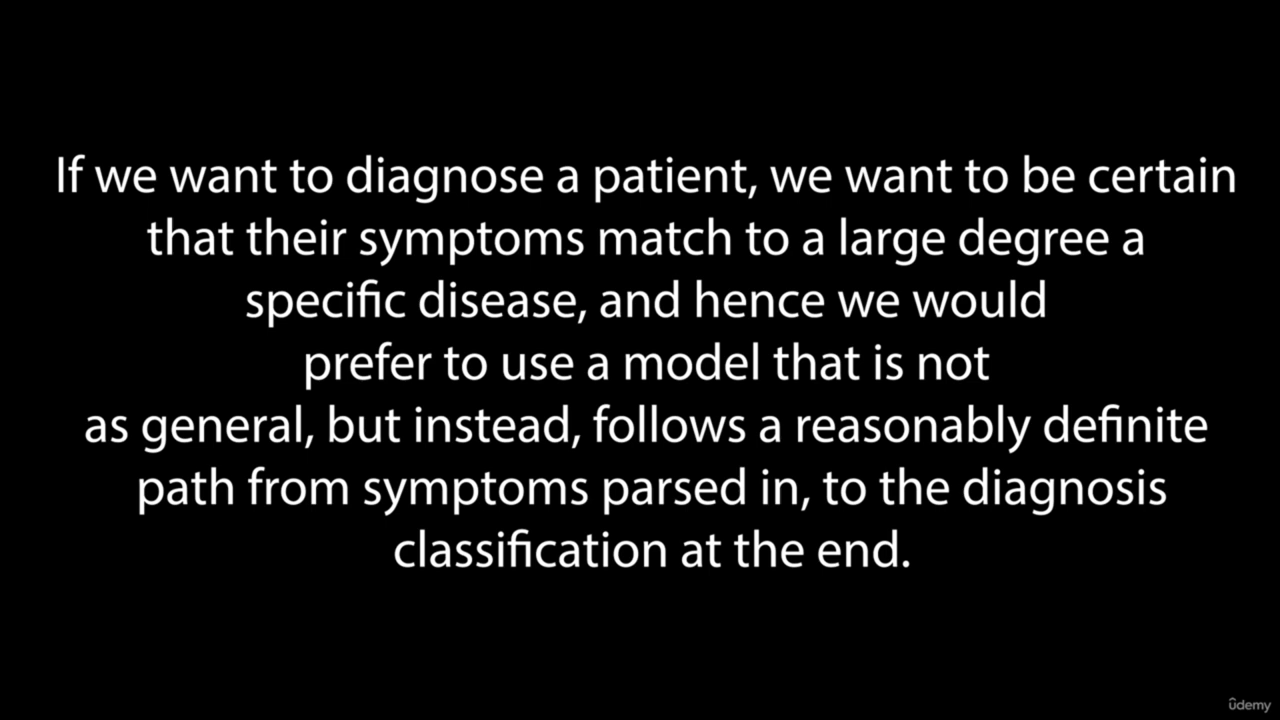 If we want to diagnose a patient, we want to be certain
that their symptoms match to a large degree a
specific disease, and hence we would
prefer to use a model that is not
as general, but instead, follows a reasonably definite
path from symptoms parsed in, to the diagnosis
classification at the end.
ûdemy